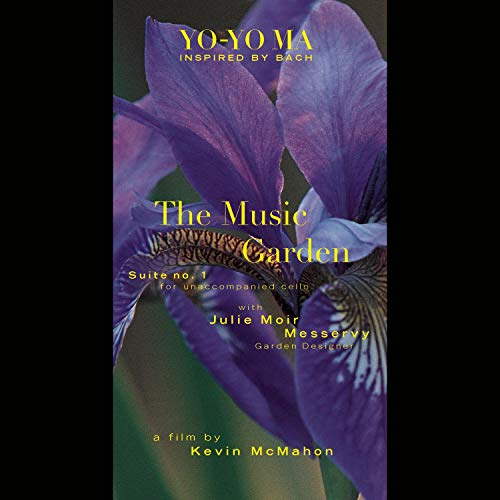 YO-YO MA
INSPIRED BY BACH
The Music
Garden
Suite no. 1
for unaccompanied cello
with
Julie Moir
Messervy
Garden Designer
a film by
Kevin McMahon